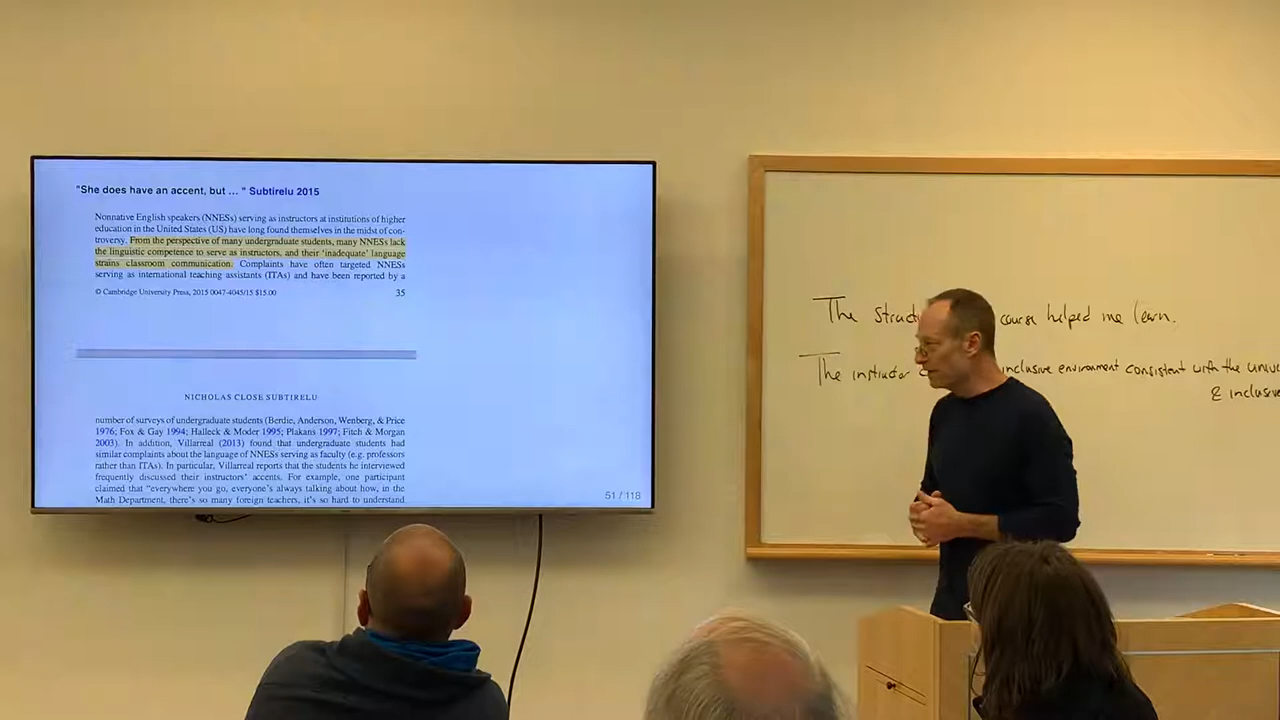 "She does have an accent, but ... " Subtirelu 2015
Nonnative English speakers (NNESs) serving as instructors at institutions of higher
education in the United States (US) have long found themselves in the midst of con-
troversy. From the perspective of many undergraduate students, many NNESs lack
the linguistic competence to serve as instructors, and their 'inadequate' language
strains classroom communication. Complaints have often targeted NNESs
serving as international teaching assistants (ITAs) and have been reported by a
© Cambridge University Press, 2015 0047-4045/15 $15.00 35
NICHOLAS CLOSE SUBTIRELU
number of surveys of undergraduate students (Berdie, Anderson, Wenberg, & Price
1976; Fox & Gay 1994; Halleck & Moder 1995; Plakans 1997; Fitch & Morgan
2003). In addition, Villarreal (2013) found that undergraduate students had
similar complaints about the language of NNESs serving as faculty (e.g. professors
rather than ITAs). In particular, Villarreal reports that the students he interviewed
frequently discussed their instructors' accents. For example, one participant
claimed that "everywhere you go, everyone's always talking about how, in the
Math Department, there's so many foreign teachers, it's so hard to understand
51 / 118
The course helped me learn.
The instructor inclusive environment consistent with the
& inclusive